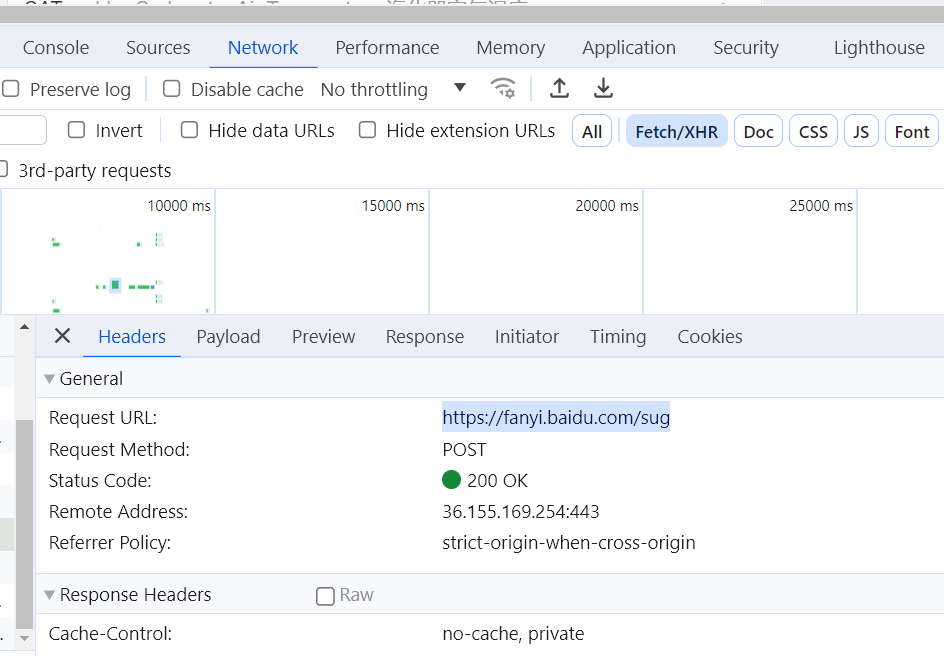 Console Sources Network Performance Memory Application Security Lighthouse
Preserve log Disable cache No throttling
Invert Hide data URLs Hide extension URLs All Fetch/XHR Doc CSS JS Font
3rd-party requests
10000 ms 15000 ms 20000 ms 25000 ms
Headers Payload Preview Response Initiator Timing Cookies
General
Request URL: https://fanyi.baidu.com/sug
Request Method: POST
Status Code: 200 OK
Remote Address: 36.155.169.254:443
Referrer Policy: strict-origin-when-cross-origin
Response Headers Raw
Cache-Control: no-cache, private